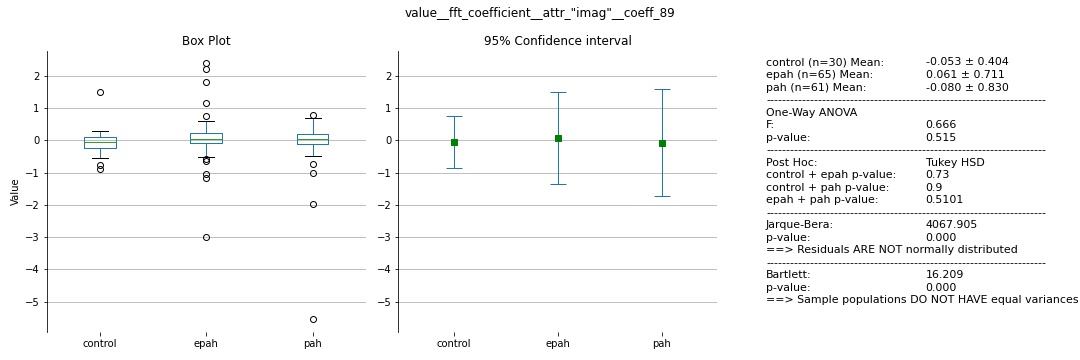 value__fft_coefficient__attr_"imag"__coeff_89
Box Plot
Value
2
1
0
−1
−2
−3
−4
−5
control
epah
pah
95% Confidence interval
2
1
0
−1
−2
−3
−4
−5
control
epah
pah
control (n=30) Mean: -0.053 ± 0.404
epah (n=65) Mean: 0.061 ± 0.711
pah (n=61) Mean: -0.080 ± 0.830
One-Way ANOVA
F: 0.666
p-value: 0.515
Post Hoc: Tukey HSD
control + epah p-value: 0.73
control + pah p-value: 0.9
epah + pah p-value: 0.5101
Jarque-Bera: 4067.905
p-value: 0.000
==> Residuals ARE NOT normally distributed
Bartlett: 16.209
p-value: 0.000
==> Sample populations DO NOT HAVE equal variances